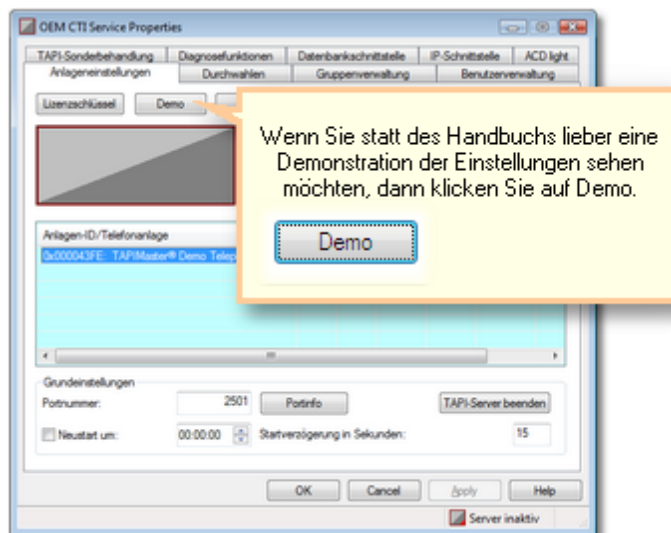 OEM CTI Service Properties
TAPI-Sonderbehandlung Diagnosefunktionen Datenbankschnittstelle IP-Schnittstelle ACD light
Anlageneinstellungen Durchwahlen Gruppenverwaltung Benutzerverwaltung
Lizenzschlüssel Demo
Wenn Sie statt des Handbuchs lieber eine
Demonstration der Einstellungen sehen
möchten, dann klicken Sie auf Demo.
Demo
Anlagen-ID/Telefonanlage
0x000043FE: TAPIMaster® Demo Telep
Grundeinstellungen
Portnummer: 2501 Portinfo TAPI-Server beenden
Neustart um: 00:00:00 Startverzögerung in Sekunden: 15
OK Cancel Apply Help
Server inaktiv